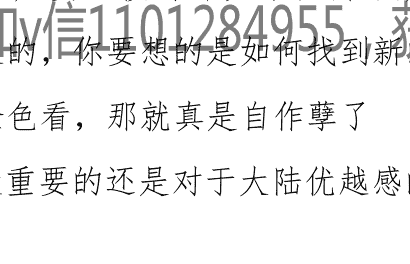 加v信1101284955，获
的，你要想的是如何找到新
色看，那就真是自作孽了
重要的还是对于大陆优越感